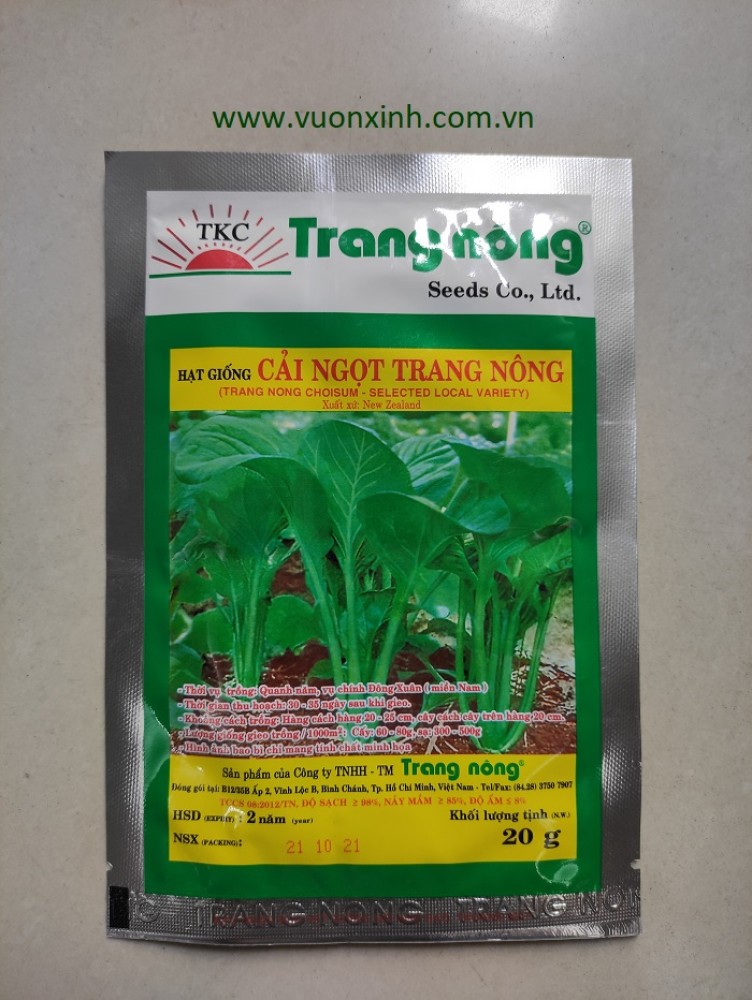 www.vuonxinh.com.vn
TKC
Trang nông®
Seeds Co., Ltd.
HẠT GIỐNG CẢI NGỌT TRANG NÔNG
(TRANG NONG CHOISUM - SELECTED LOCAL VARIETY)
Xuất xứ: New Zealand
- Thời vụ trồng: Quanh năm, vụ chính Đông Xuân ( miền Nam )
- Thời gian thu hoạch: 30 - 35 ngày sau khi gieo.
- Khoảng cách trồng: Hàng cách hàng 20 - 25 cm, cây cách cây trên hàng 20 cm.
- Lượng giống gieo trồng / 1000m²: Cấy: 60 - 80g, sạ: 300 - 500g
- Hình ảnh bao bì chỉ mang tính chất minh họa
Sản phẩm của Công ty TNHH - TM Trang nông®
Đóng gói tại: B12/35B Ấp 2, Vĩnh Lộc B, Bình Chánh, Tp. Hồ Chí Minh, Việt Nam - Tel/Fax: (84.28) 3750 7907
TCCS 08:2012/TN, ĐỘ SẠCH ≥ 98%, NẢY MẦM ≥ 85%, ĐỘ ẨM ≤ 8%
HSD (EXPIRY) : 2 năm (year)
Khối lượng tịnh (N.W.)
NSX (PACKING):
21 10 21
20 g
TRANG NONG TRANG NON